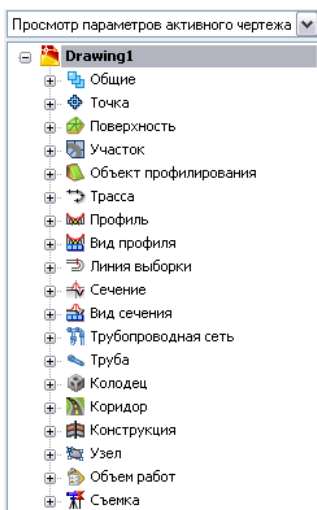 Просмотр параметров активного чертежа
Drawing1
Общие
Точка
Поверхность
Участок
Объект профилирования
Трасса
Профиль
Вид профиля
Линия выборки
Сечение
Вид сечения
Трубопроводная сеть
Труба
Колодец
Коридор
Конструкция
Узел
Объем работ
Съемка